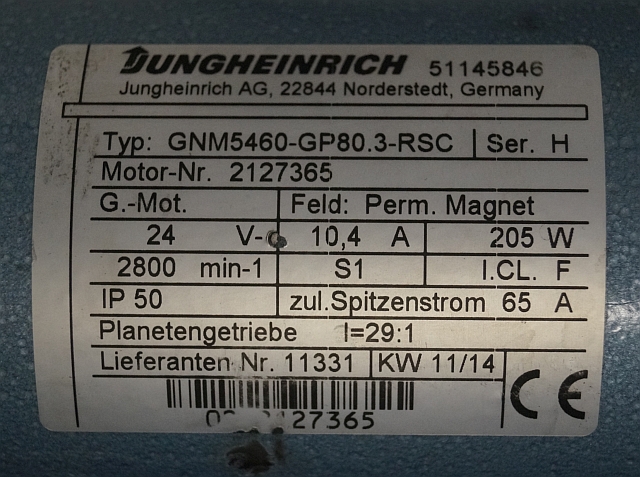 JUNGHEINRICH 51145846
Jungheinrich AG, 22844 Norderstedt, Germany
Typ: GNM5460-GP80.3-RSC Ser. H
Motor-Nr. 2127365
G.-Mot. Feld: Perm. Magnet
24 V- 10,4 A 205 W
2800 min-1 S1 I.CL. F
IP 50 zul.Spitzenstrom 65 A
Planetengetriebe I=29:1
Lieferanten Nr. 11331 KW 11/14
CE